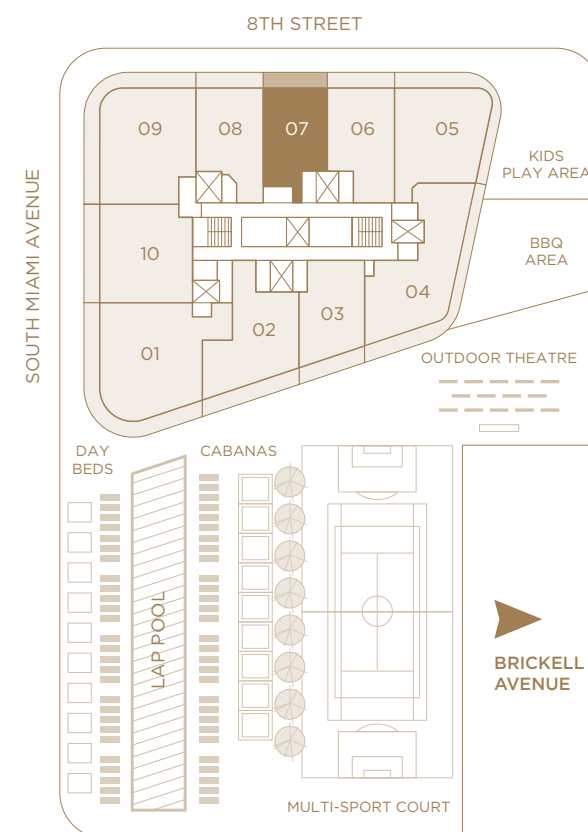 8TH STREET
SOUTH MIAMI AVENUE
09
08
07
06
05
KIDS
PLAY AREA
BBQ
AREA
10
04
03
02
01
OUTDOOR THEATRE
DAY
BEDS
CABANAS
LAP POOL
BRICKELL
AVENUE
MULTI-SPORT COURT